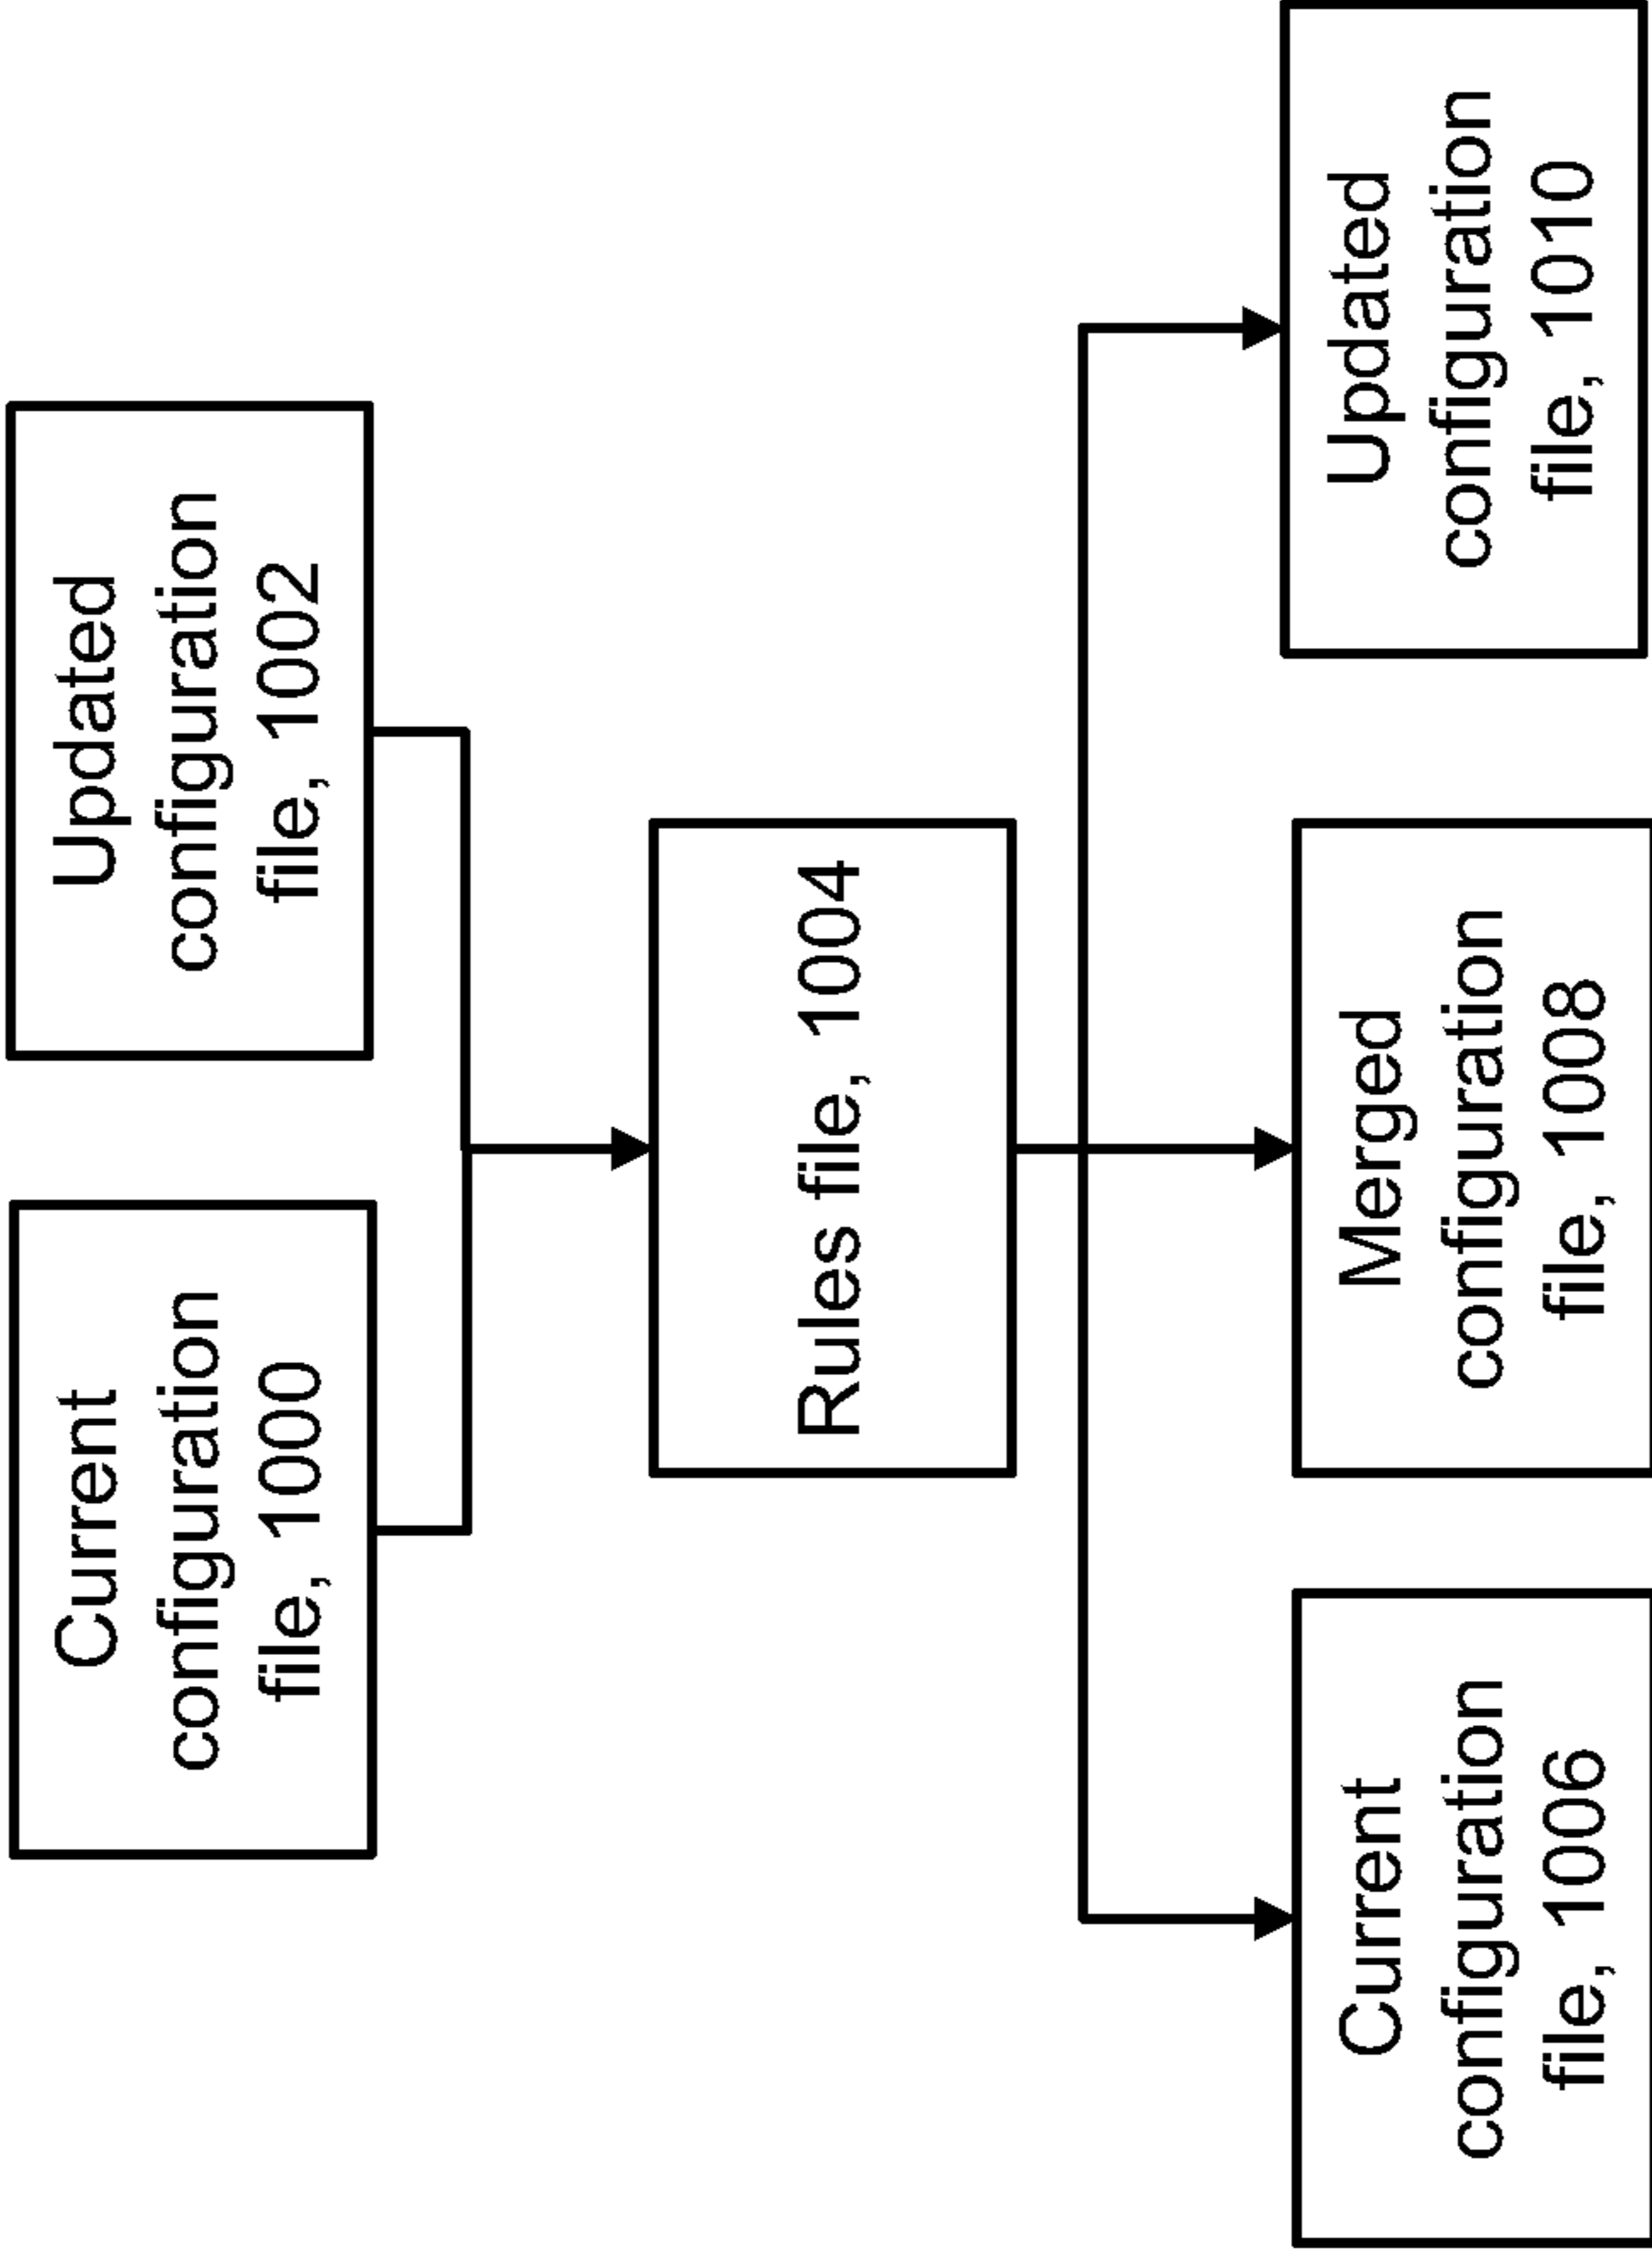 Current
configuration
file, 1000
Updated
configuration
file, 1002
Rules file, 1004
Current
configuration
file, 1006
Merged
configuration
file, 1008
Updated
configuration
file, 1010